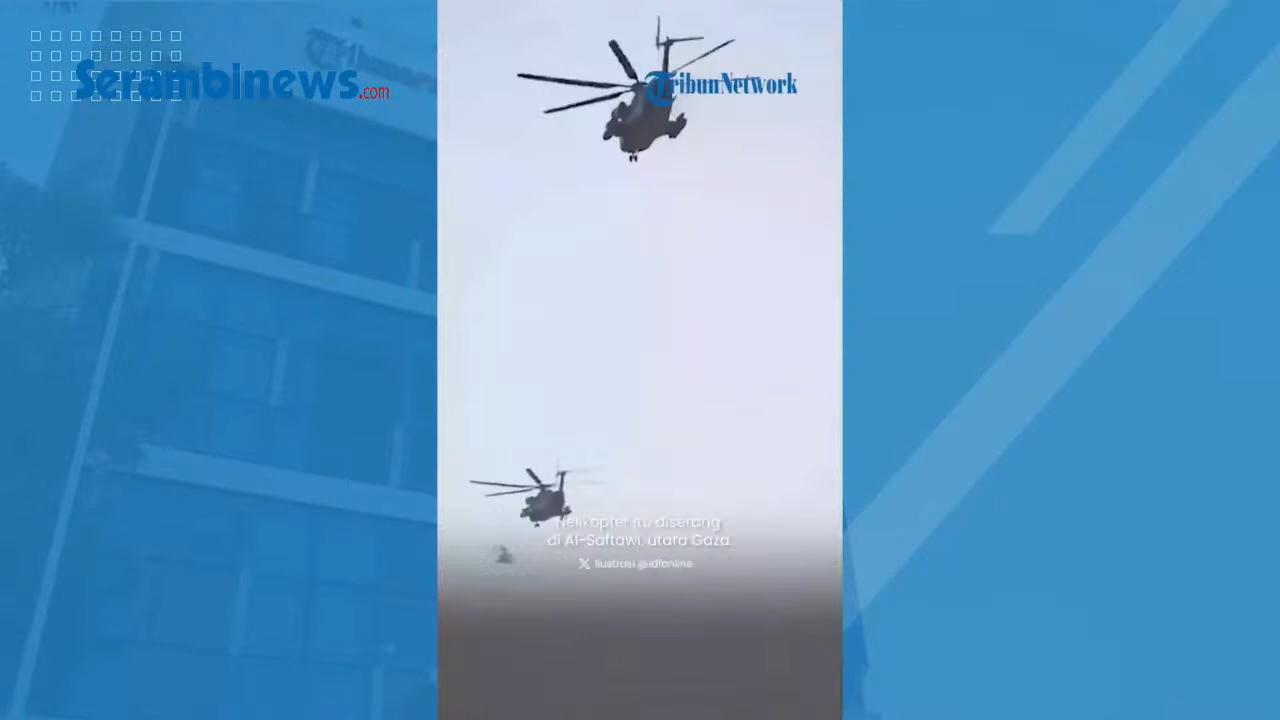 Serambinews.com
TribunNetwork
Helikopter itu diserang
di Al-Saftawi, utara Gaza
X Ilustrasi @idfonline